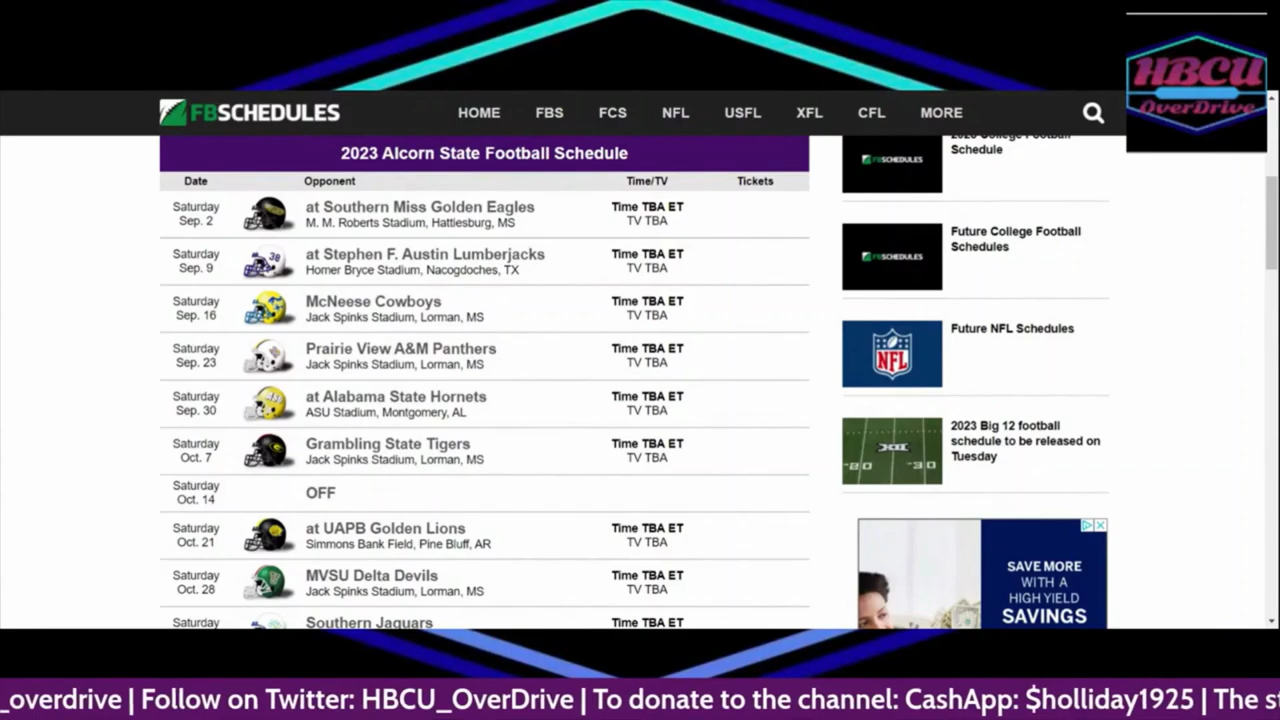 HBCU
OverDrive
FBSCHEDULES
HOME FBS FCS NFL USFL XFL CFL MORE
2023 Alcorn State Football Schedule
Date Opponent Time/TV Tickets
Saturday
Sep. 2
at Southern Miss Golden Eagles
M. M. Roberts Stadium, Hattiesburg, MS
Time TBA ET
TV TBA
Saturday
Sep. 9
at Stephen F. Austin Lumberjacks
Homer Bryce Stadium, Nacogdoches, TX
Time TBA ET
TV TBA
Saturday
Sep. 16
McNeese Cowboys
Jack Spinks Stadium, Lorman, MS
Time TBA ET
TV TBA
Saturday
Sep. 23
Prairie View A&M Panthers
Jack Spinks Stadium, Lorman, MS
Time TBA ET
TV TBA
Saturday
Sep. 30
at Alabama State Hornets
ASU Stadium, Montgomery, AL
Time TBA ET
TV TBA
Saturday
Oct. 7
Grambling State Tigers
Jack Spinks Stadium, Lorman, MS
Time TBA ET
TV TBA
Saturday
Oct. 14
OFF
Saturday
Oct. 21
at UAPB Golden Lions
Simmons Bank Field, Pine Bluff, AR
Time TBA ET
TV TBA
Saturday
Oct. 28
MVSU Delta Devils
Jack Spinks Stadium, Lorman, MS
Time TBA ET
TV TBA
Saturday
Southern Jaguars
Time TBA ET
FBSCHEDULES
College Football
Schedule
FBSCHEDULES
Future College Football
Schedules
NFL
Future NFL Schedules
XII
20 30
2023 Big 12 football
schedule to be released on
Tuesday
SAVE MORE
WITH A
HIGH YIELD
SAVINGS
_overdrive | Follow on Twitter: HBCU_OverDrive | To donate to the channel: CashApp: $holliday1925 | The s